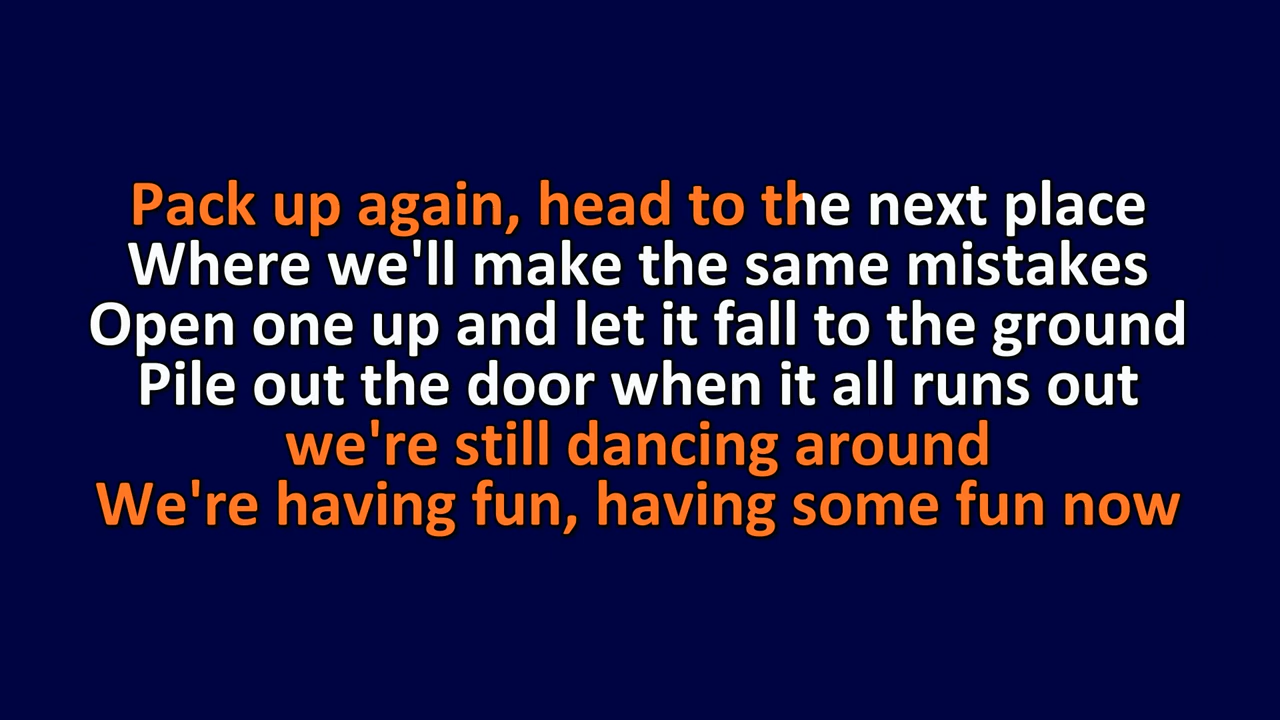 Pack up again, head to the next place
Where we'll make the same mistakes
Open one up and let it fall to the ground
Pile out the door when it all runs out
we're still dancing around
We're having fun, having some fun now